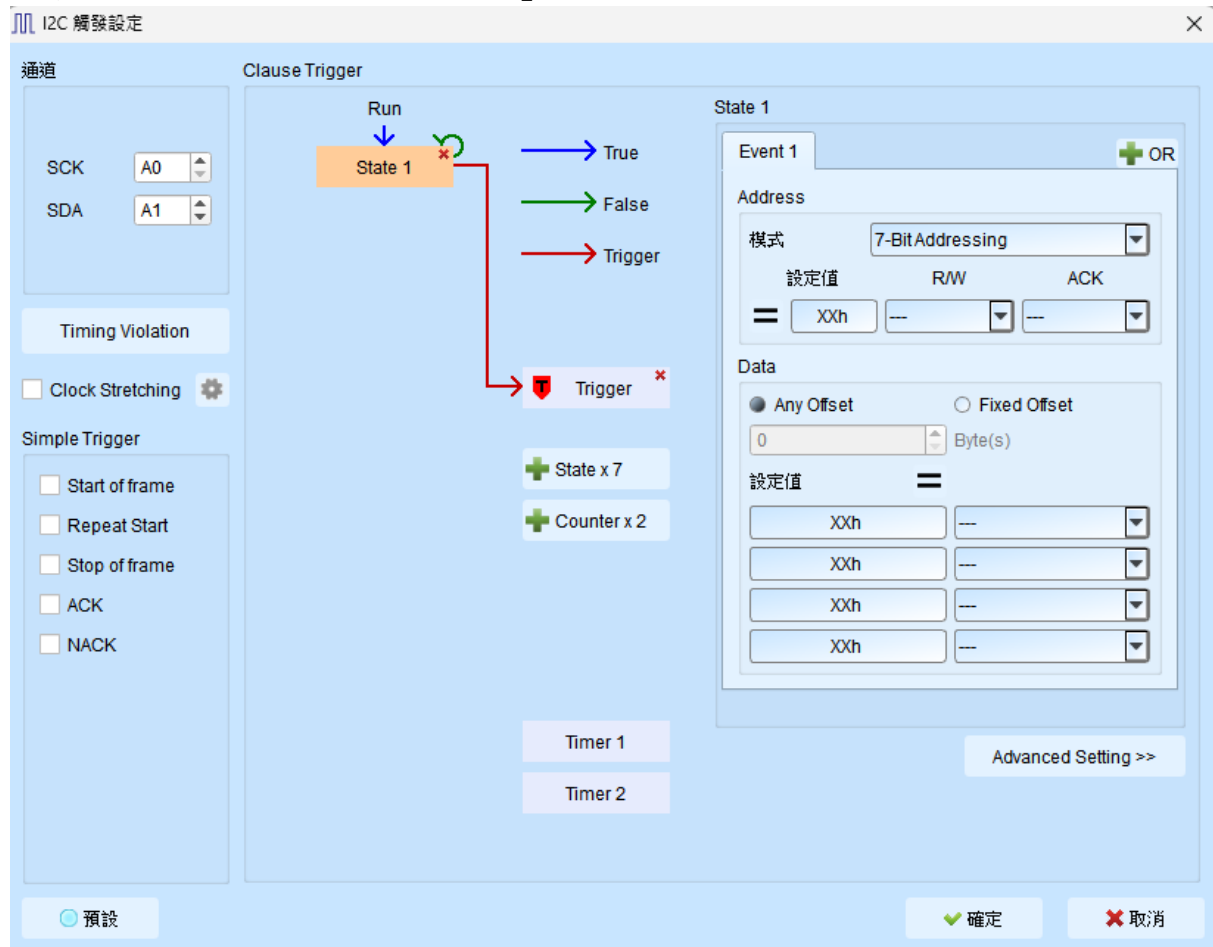 I2C 觸發設定
通道
SCK A0
SDA A1
Timing Violation
Clock Stretching
Simple Trigger
Start of frame
Repeat Start
Stop of frame
ACK
NACK
Clause Trigger
Run
State 1
True
False
Trigger
T Trigger
State x 7
Counter x 2
Timer 1
Timer 2
State 1
Event 1
OR
Address
模式 7-Bit Addressing
設定值 R/W ACK
= XXh --- ---
Data
Any Offset Fixed Offset
0 Byte(s)
設定值 =
XXh ---
XXh ---
XXh ---
XXh ---
Advanced Setting >>
預設
確定
取消